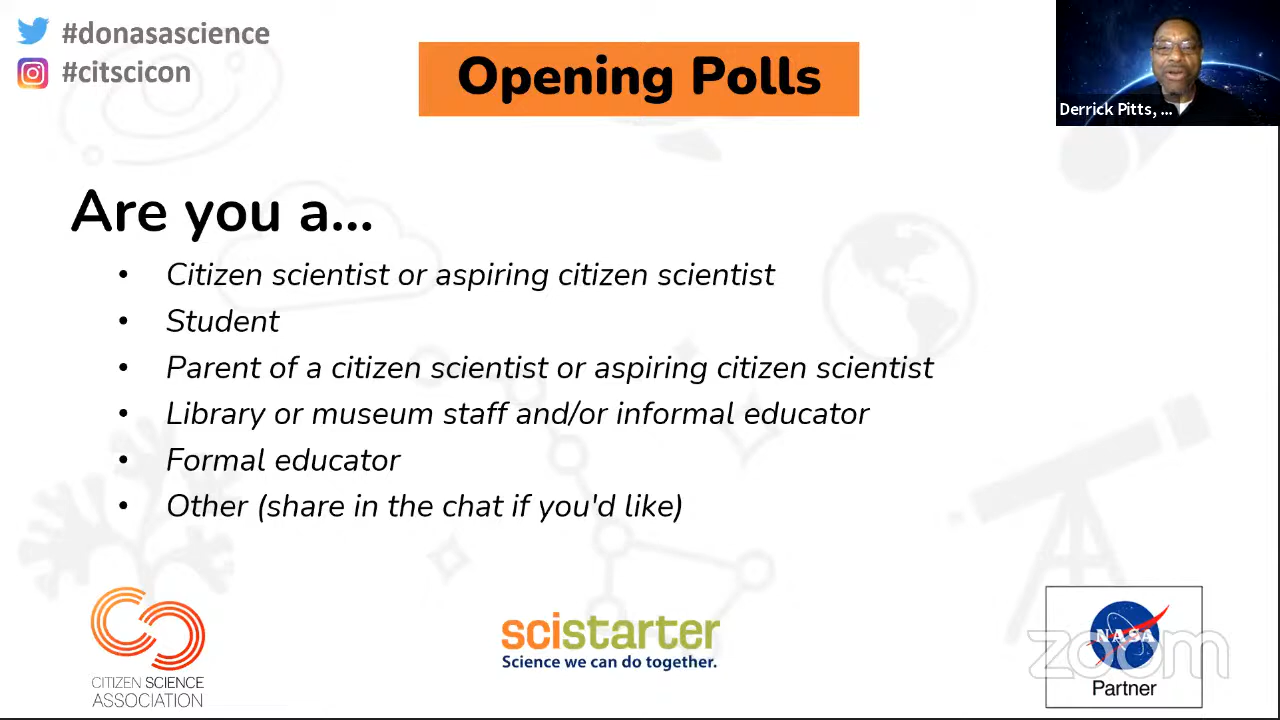 #donasascience
#citscicon
Opening Polls
Derrick Pitts, ...
Are you a...
• Citizen scientist or aspiring citizen scientist
• Student
• Parent of a citizen scientist or aspiring citizen scientist
• Library or museum staff and/or informal educator
• Formal educator
• Other (share in the chat if you'd like)
CITIZEN SCIENCE
ASSOCIATION
scistarter
Science we can do together.
NASA
zoom
Partner